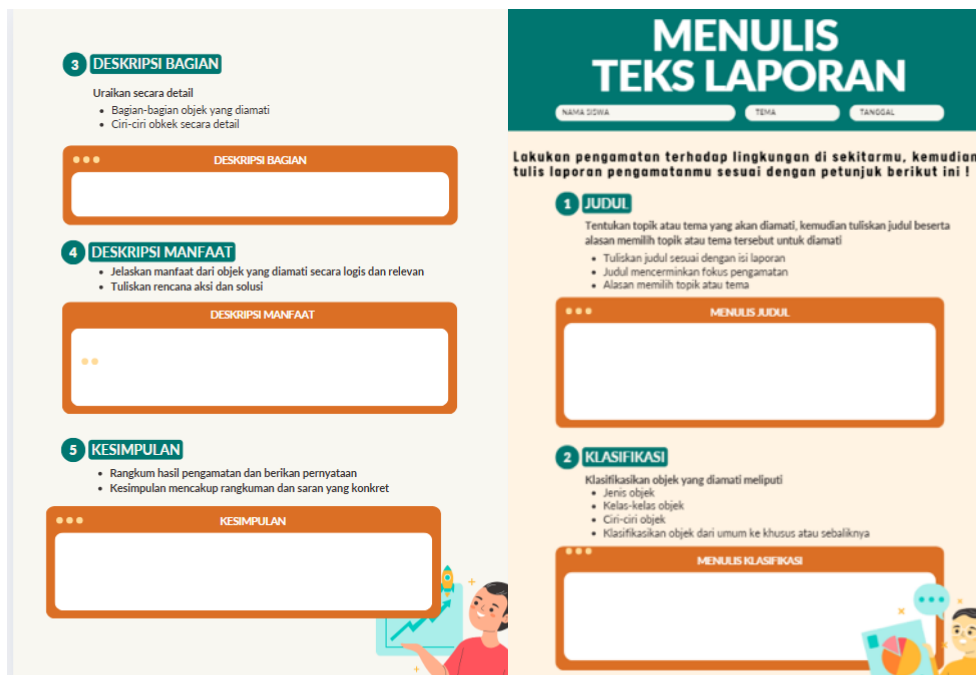 3 DESKRIPSI BAGIAN
Uraikan secara detail
• Bagian-bagian objek yang diamati
• Ciri-ciri obkek secara detail
DESKRIPSI BAGIAN
4 DESKRIPSI MANFAAT
• Jelaskan manfaat dari objek yang diamati secara logis dan relevan
• Tuliskan rencana aksi dan solusi
DESKRIPSI MANFAAT
5 KESIMPULAN
• Rangkum hasil pengamatan dan berikan pernyataan
• Kesimpulan mencakup rangkuman dan saran yang konkret
KESIMPULAN
MENULIS
TEKS LAPORAN
NAMA SISWA
TEMA
TANGGAL
Lakukan pengamatan terhadap lingkungan di sekitarmu, kemudian
tulis laporan pengamatanmu sesuai dengan petunjuk berikut ini !
1 JUDUL
Tentukan topik atau tema yang akan diamati, kemudian tuliskan judul beserta
alasan memilih topik atau tema tersebut untuk diamati
• Tuliskan judul sesuai dengan isi laporan
• Judul mencerminkan fokus pengamatan
• Alasan memilih topik atau tema
MENULIS JUDUL
2 KLASIFIKASI
Klasifikasikan objek yang diamati meliputi
• Jenis objek
• Kelas-kelas objek
• Ciri-ciri objek
• Klasifikasikan objek dari umum ke khusus atau sebaliknya
MENULIS KLASIFIKASI